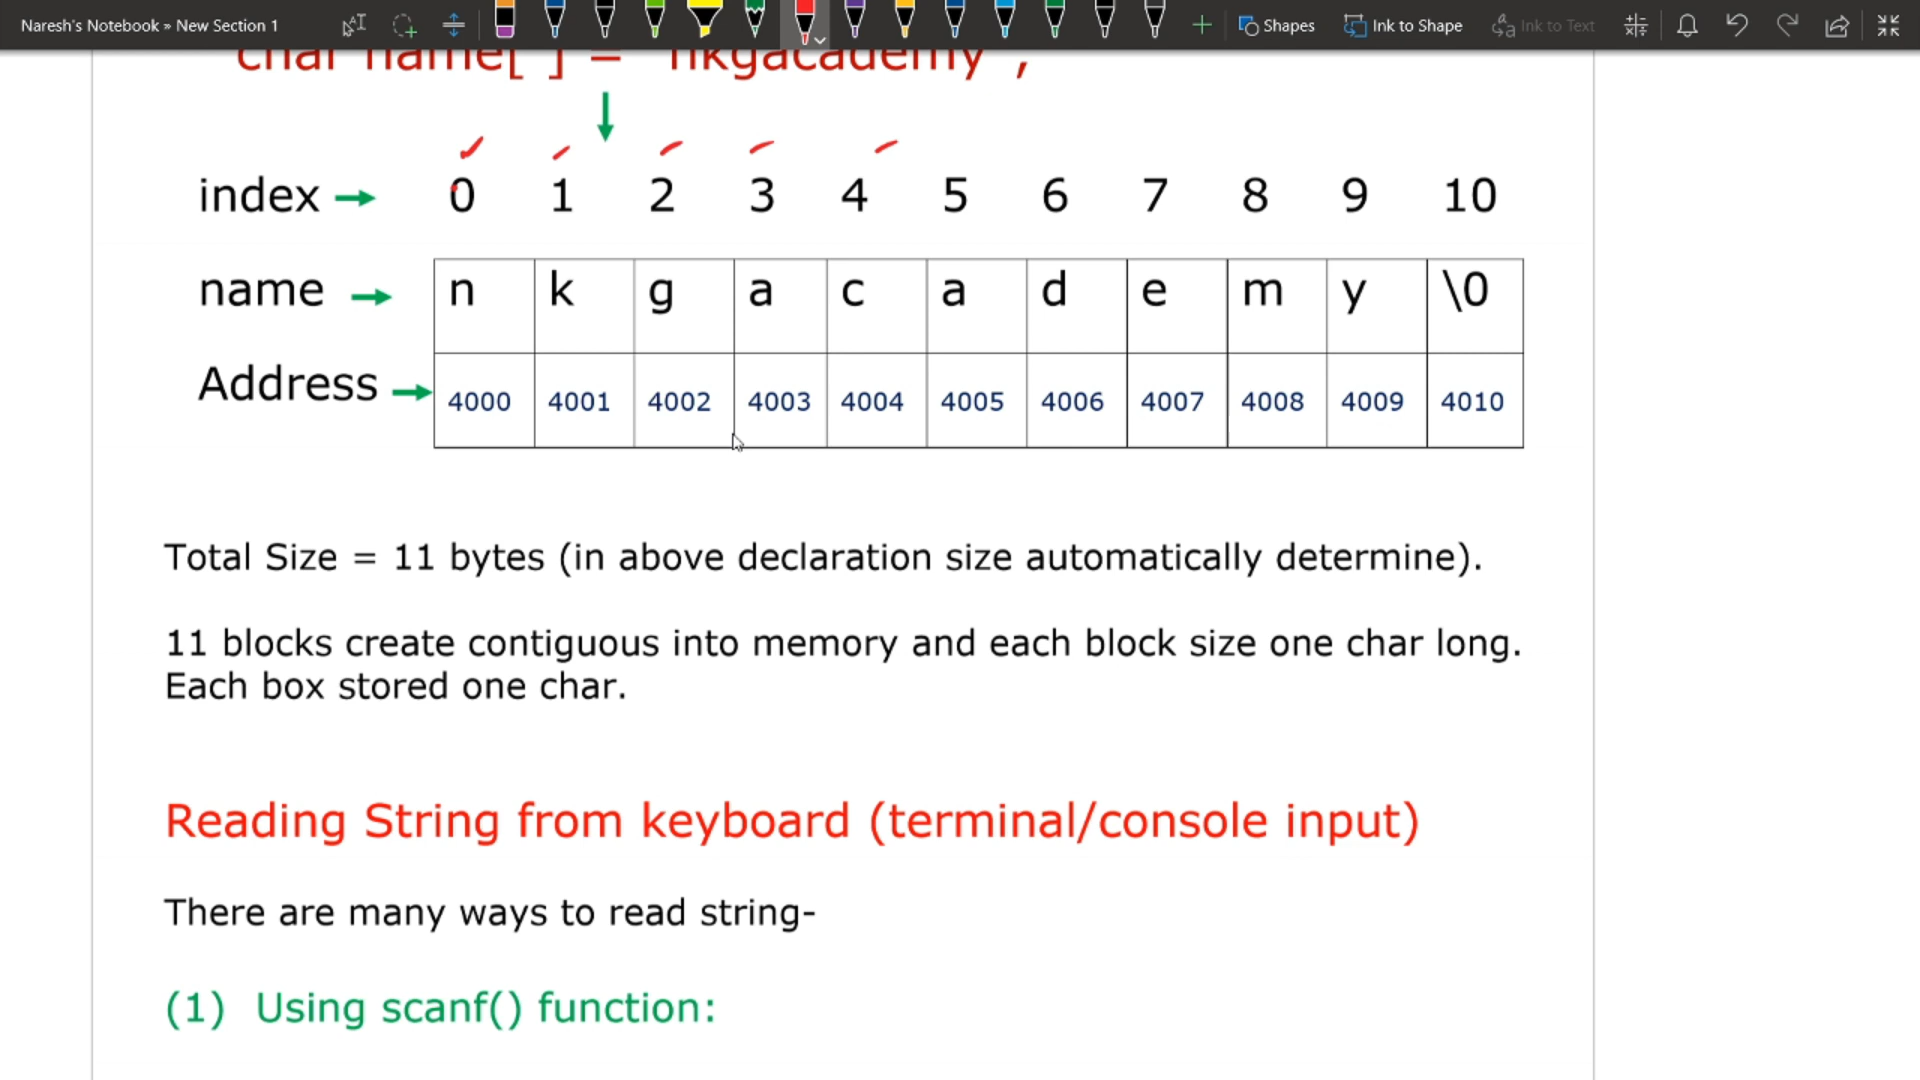 Naresh's Notebook » New Section 1
Shapes
Ink to Shape
Ink to Text
char name[ ] = "nkgacademy";
index
0 1 2 3 4 5 6 7 8 9 10
name
n k g a c a d e m y \0
Address
4000 4001 4002 4003 4004 4005 4006 4007 4008 4009 4010
Total Size = 11 bytes (in above declaration size automatically determine).
11 blocks create contiguous into memory and each block size one char long.
Each box stored one char.
Reading String from keyboard (terminal/console input)
There are many ways to read string-
(1) Using scanf() function: